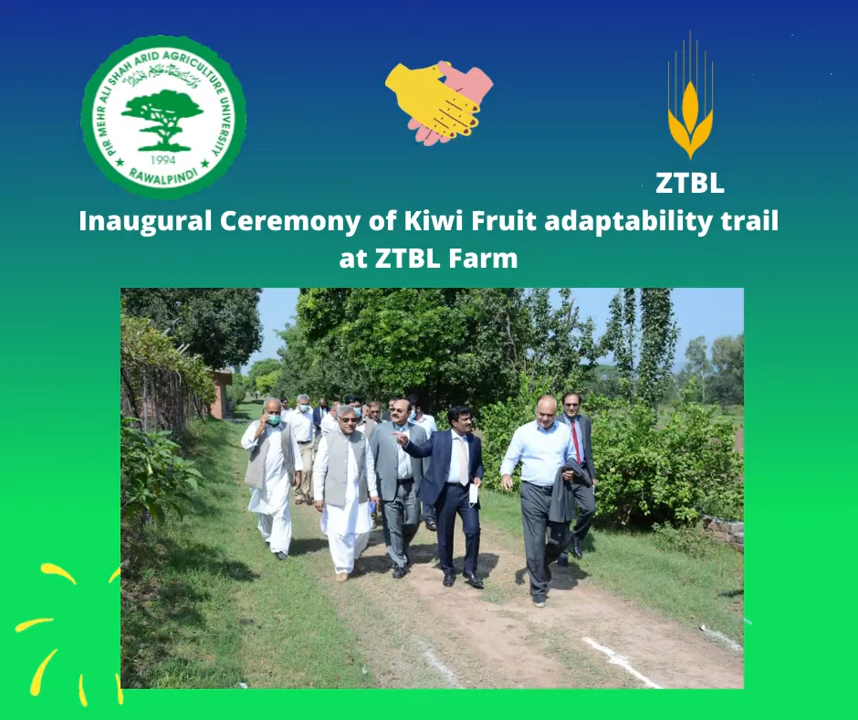 PIR MEHR ALI SHAH ARID AGRICULTURE UNIVERSITY
1994
RAWALPINDI
ZTBL
Inaugural Ceremony of Kiwi Fruit adaptability trail
at ZTBL Farm